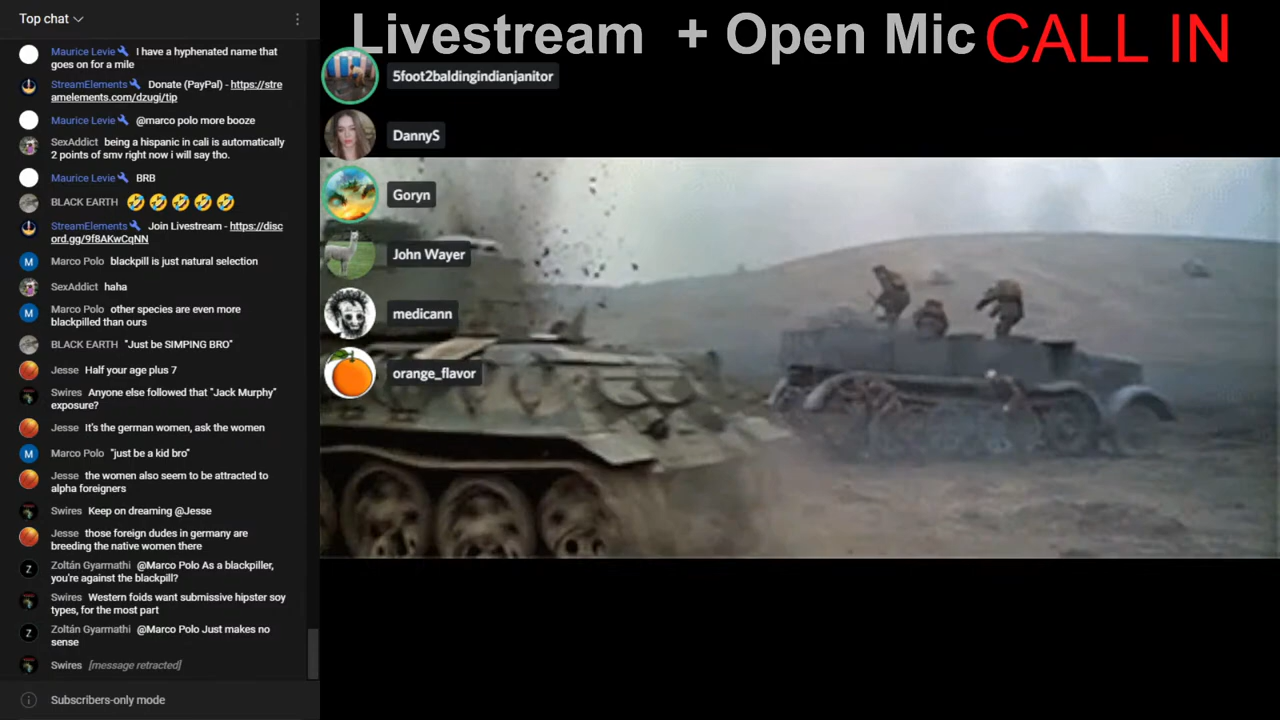 Top chat
Maurice Levie I have a hyphenated name that
goes on for a mile
StreamElements Donate (PayPal) - https://stre
amelements.com/dzugi/tip
Maurice Levie @marco polo more booze
SexAddict being a hispanic in cali is automatically
2 points of smv right now i will say tho.
Maurice Levie BRB
BLACK EARTH 🤣🤣🤣🤣🤣
StreamElements Join Livestream - https://disc
ord.gg/9f8AKwCqNN
M Marco Polo blackpill is just natural selection
SexAddict haha
M Marco Polo other species are even more
blackpilled than ours
BLACK EARTH "Just be SIMPING BRO"
Jesse Half your age plus 7
Swires Anyone else followed that "Jack Murphy"
exposure?
Jesse It's the german women, ask the women
M Marco Polo "just be a kid bro"
Jesse the women also seem to be attracted to
alpha foreigners
Swires Keep on dreaming @Jesse
Jesse those foreign dudes in germany are
breeding the native women there
Z Zoltán Gyarmathi @Marco Polo As a blackpiller,
you're against the blackpill?
Swires Western foids want submissive hipster soy
types, for the most part
Z Zoltán Gyarmathi @Marco Polo Just makes no
sense
Swires [message retracted]
Subscribers-only mode
Livestream + Open Mic CALL IN
5foot2baldingindianjanitor
DannyS
Goryn
John Wayer
medicann
orange_flavor